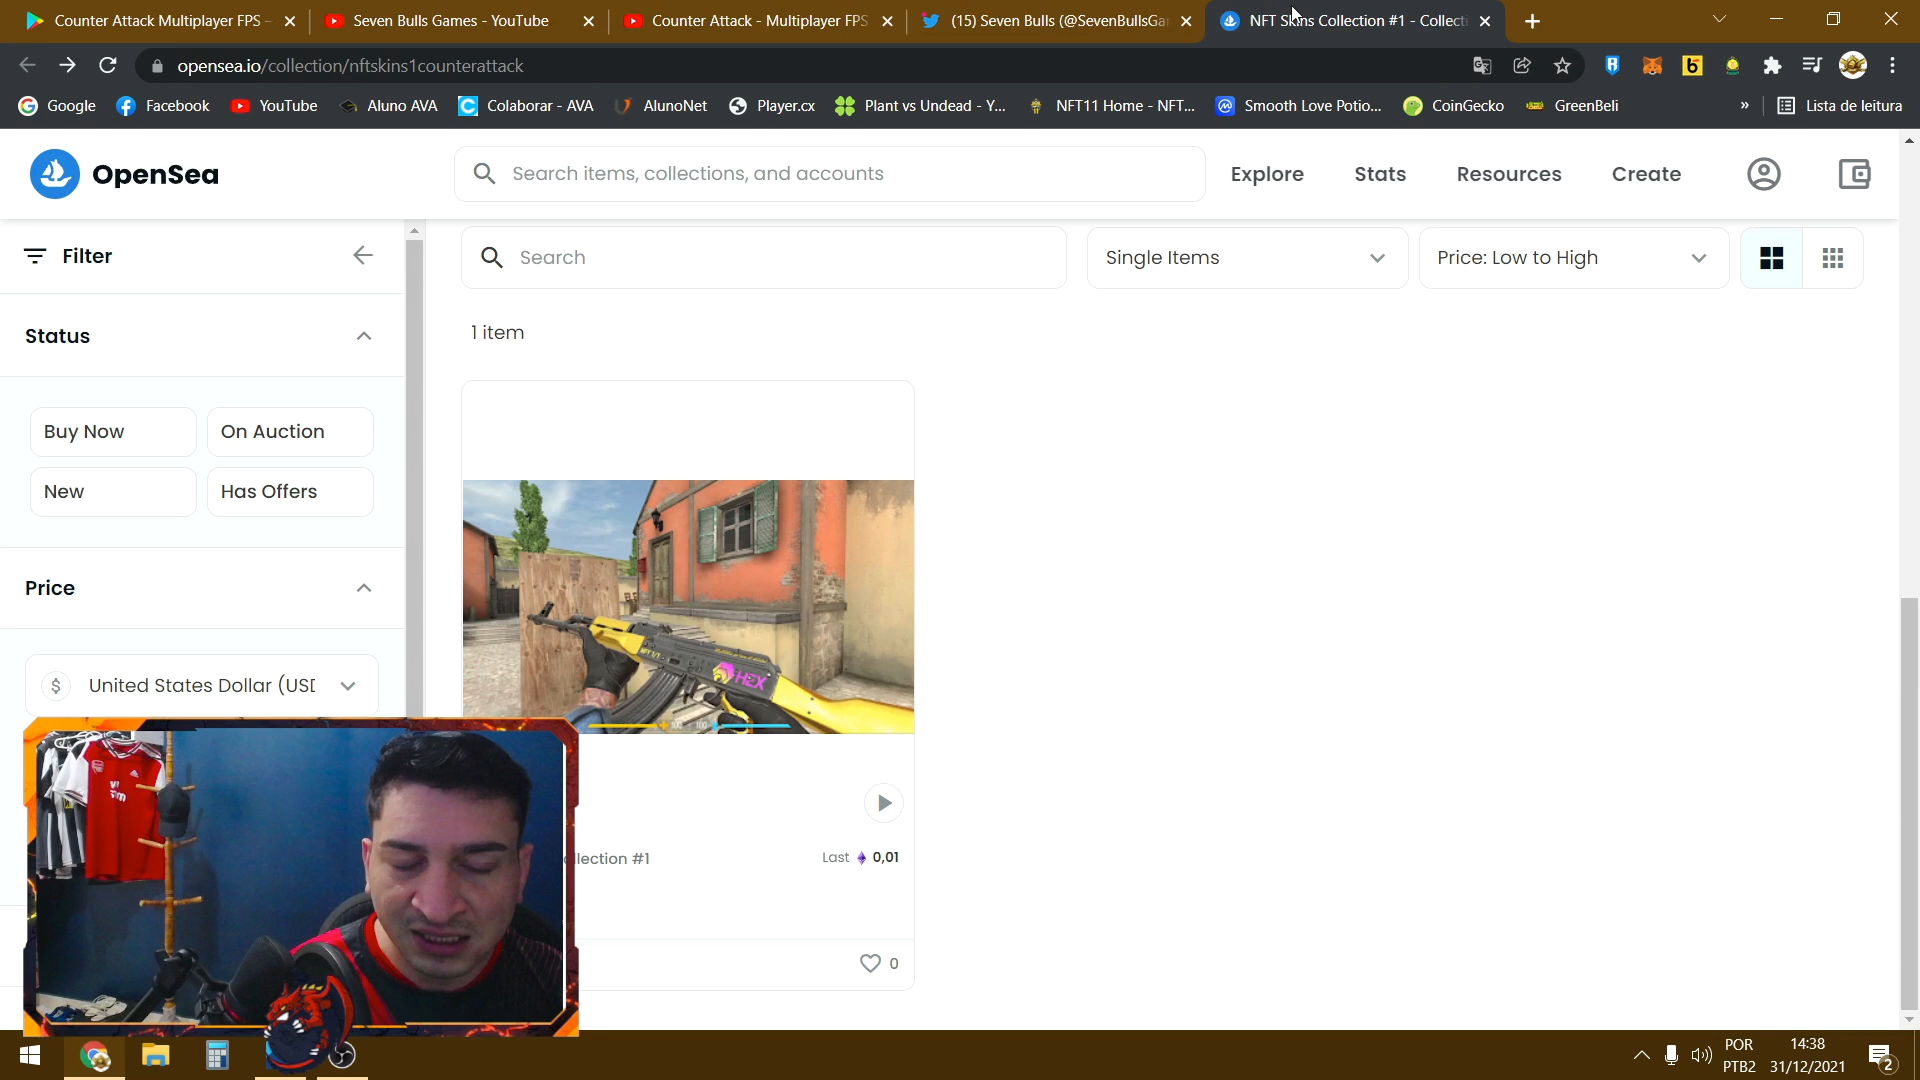 Counter Attack Multiplayer FPS -
Seven Bulls Games - YouTube
Counter Attack - Multiplayer FPS
(15) Seven Bulls (@SevenBullsGa
NFT Skins Collection #1 - Collecti
opensea.io/collection/nftskins1counterattack
Google
Facebook
YouTube
Aluno AVA
Colaborar - AVA
AlunoNet
Player.cx
Plant vs Undead - Y...
NFT11 Home - NFT...
Smooth Love Potio...
CoinGecko
GreenBeli
»
Lista de leitura
OpenSea
Search items, collections, and accounts
Explore
Stats
Resources
Create
Filter
Search
Single Items
Price: Low to High
1 item
Status
Buy Now
On Auction
New
Has Offers
Price
$ United States Dollar (USD
HEX
llection #1
Last 0,01
0
POR
PTB2
14:38
31/12/2021
2